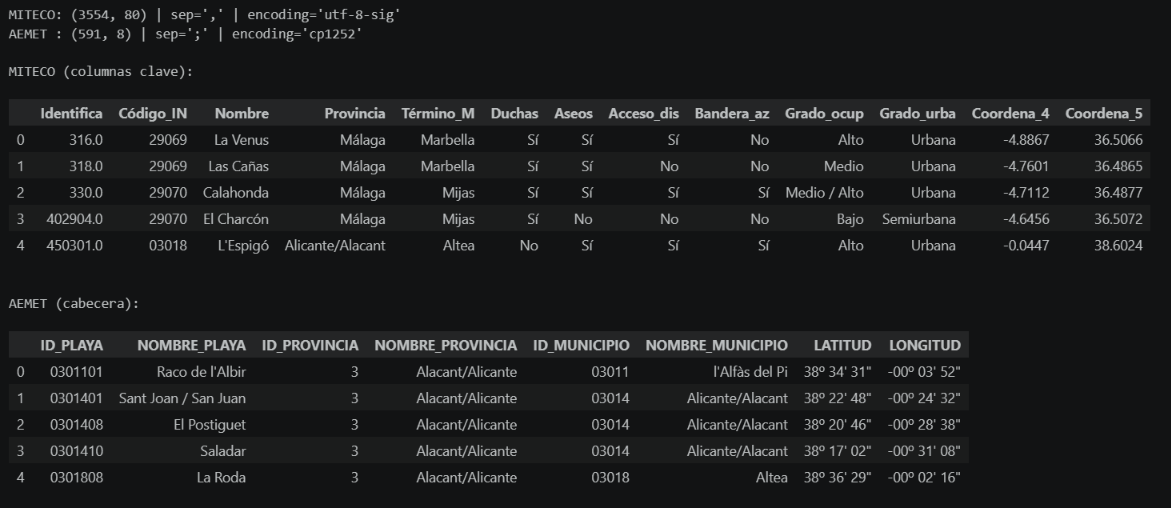 MITECO: (3554, 80) | sep=',' | encoding='utf-8-sig'
AEMET : (591, 8) | sep=';' | encoding='cp1252'
MITECO (columnas clave):
Identifica Código_IN Nombre Provincia Término_M Duchas Aseos Acceso_dis Bandera_az Grado_ocup Grado_urba Coordena_4 Coordena_5
0 316.0 29069 La Venus Málaga Marbella Sí Sí Sí No Alto Urbana -4.8867 36.5066
1 318.0 29069 Las Cañas Málaga Marbella Sí Sí No No Medio Urbana -4.7601 36.4865
2 330.0 29070 Calahonda Málaga Mijas Sí Sí Sí Sí Medio / Alto Urbana -4.7112 36.4877
3 402904.0 29070 El Charcón Málaga Mijas Sí No No No Bajo Semiurbana -4.6456 36.5072
4 450301.0 03018 L'Espigó Alicante/Alacant Altea No Sí Sí Sí Alto Urbana -0.0447 38.6024
AEMET (cabecera):
ID_PLAYA NOMBRE_PLAYA ID_PROVINCIA NOMBRE_PROVINCIA ID_MUNICIPIO NOMBRE_MUNICIPIO LATITUD LONGITUD
0 0301101 Raco de l'Albir 3 Alacant/Alicante 03011 l'Alfàs del Pi 38º 34' 31" -00º 03' 52"
1 0301401 Sant Joan / San Juan 3 Alacant/Alicante 03014 Alicante/Alacant 38º 22' 48" -00º 24' 32"
2 0301408 El Postiguet 3 Alacant/Alicante 03014 Alicante/Alacant 38º 20' 46" -00º 28' 38"
3 0301410 Saladar 3 Alacant/Alicante 03014 Alicante/Alacant 38º 17' 02" -00º 31' 08"
4 0301808 La Roda 3 Alacant/Alicante 03018 Altea 38º 36' 29" -00º 02' 16"